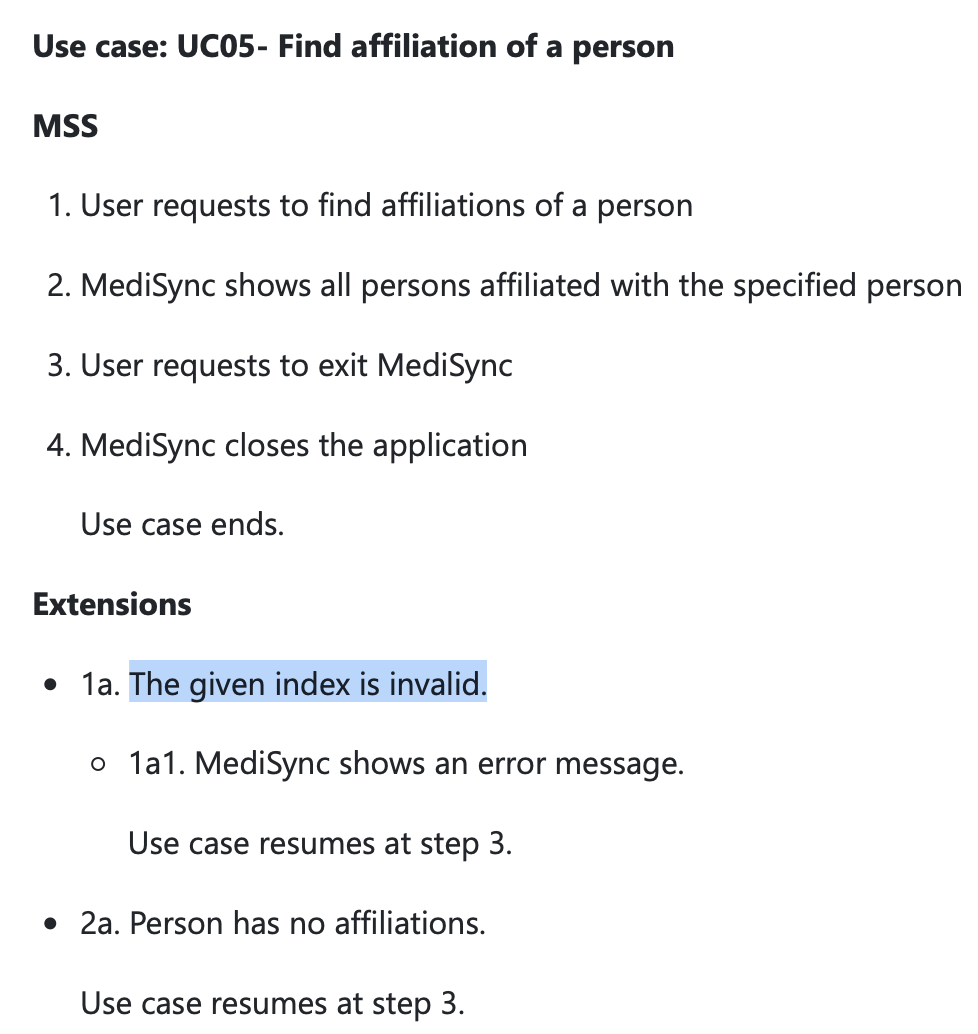 Use case: UC05- Find affiliation of a person
MSS
1. User requests to find affiliations of a person
2. MediSync shows all persons affiliated with the specified person
3. User requests to exit MediSync
4. MediSync closes the application
Use case ends.
Extensions
• 1a. The given index is invalid.
○ 1a1. MediSync shows an error message.
Use case resumes at step 3.
• 2a. Person has no affiliations.
Use case resumes at step 3.